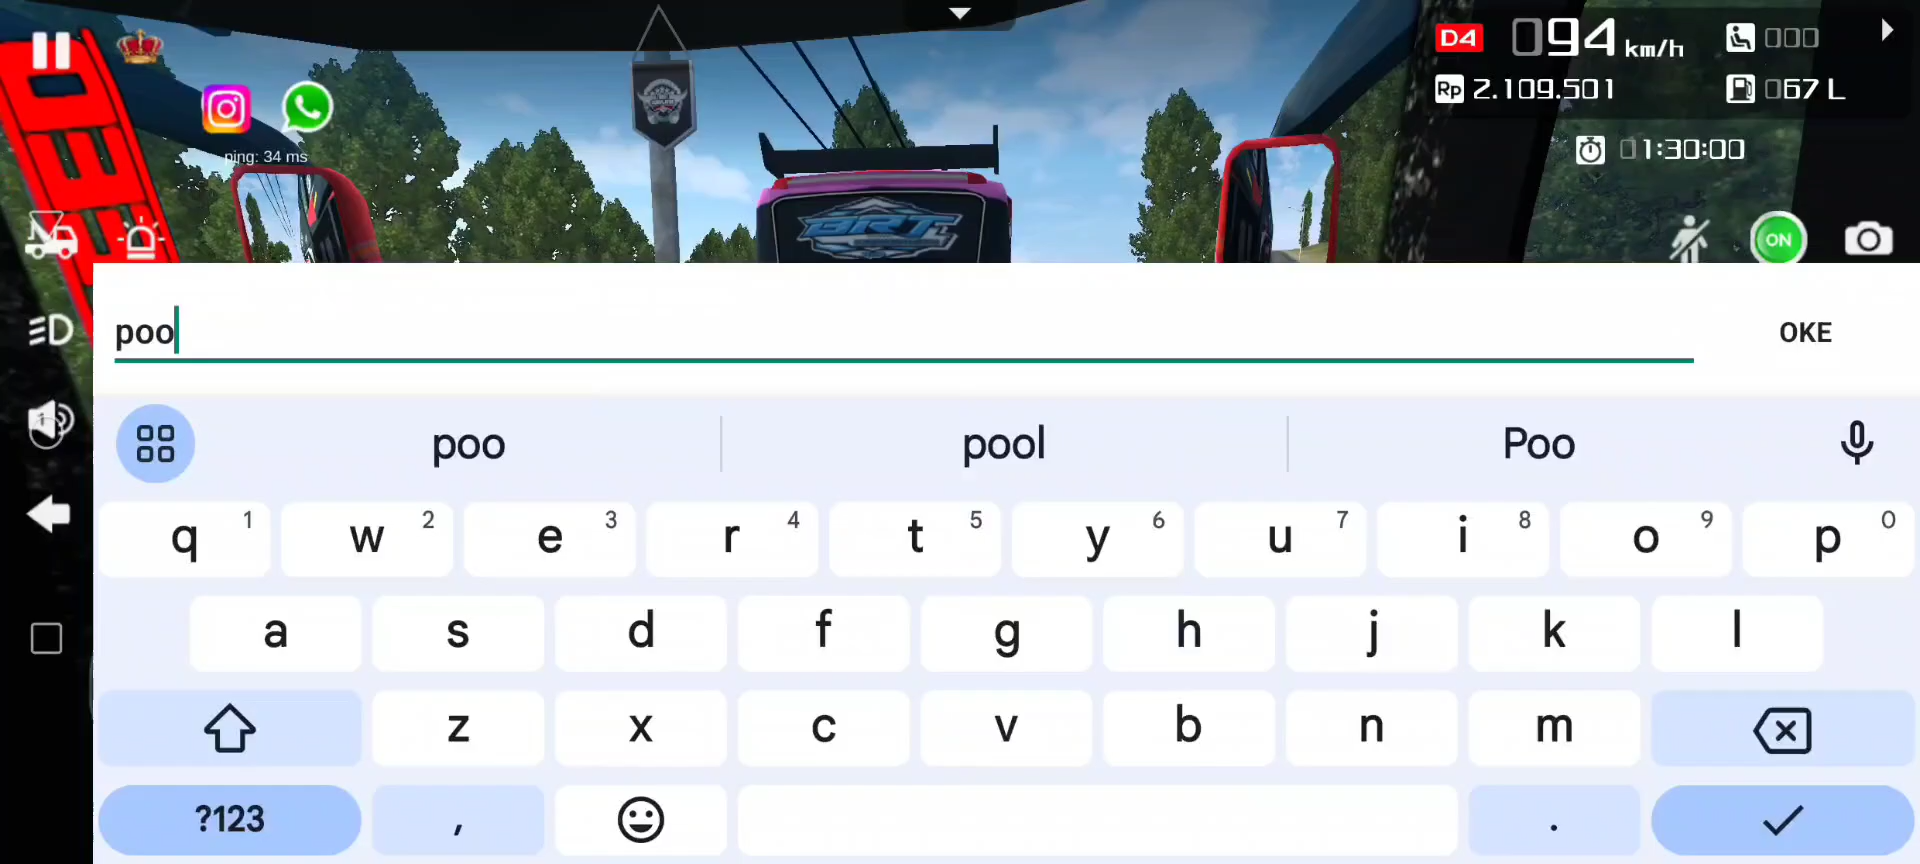 D4 094 km/h 000
Rp 2.109.501 067 L
ping: 34 ms
01:30:00
BRT
ON
poo
OKE
poo pool Poo
q 1 w 2 e 3 r 4 t 5 y 6 u 7 i 8 o 9 p 0
a s d f g h j k l
z x c v b n m
?123 , .